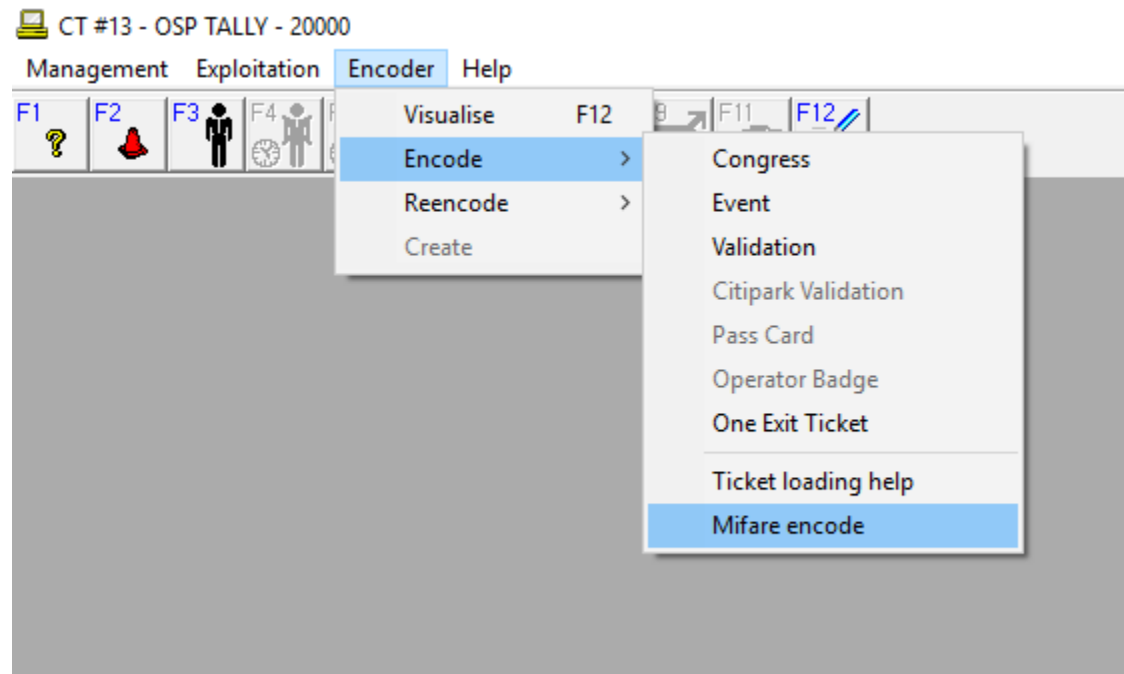 CT #13 - OSP TALLY - 20000
Management Exploitation Encoder Help
F1 F2 F3 F4 F11 F12
Visualise F12
Encode >
Reencode >
Create
Congress
Event
Validation
Citipark Validation
Pass Card
Operator Badge
One Exit Ticket
Ticket loading help
Mifare encode